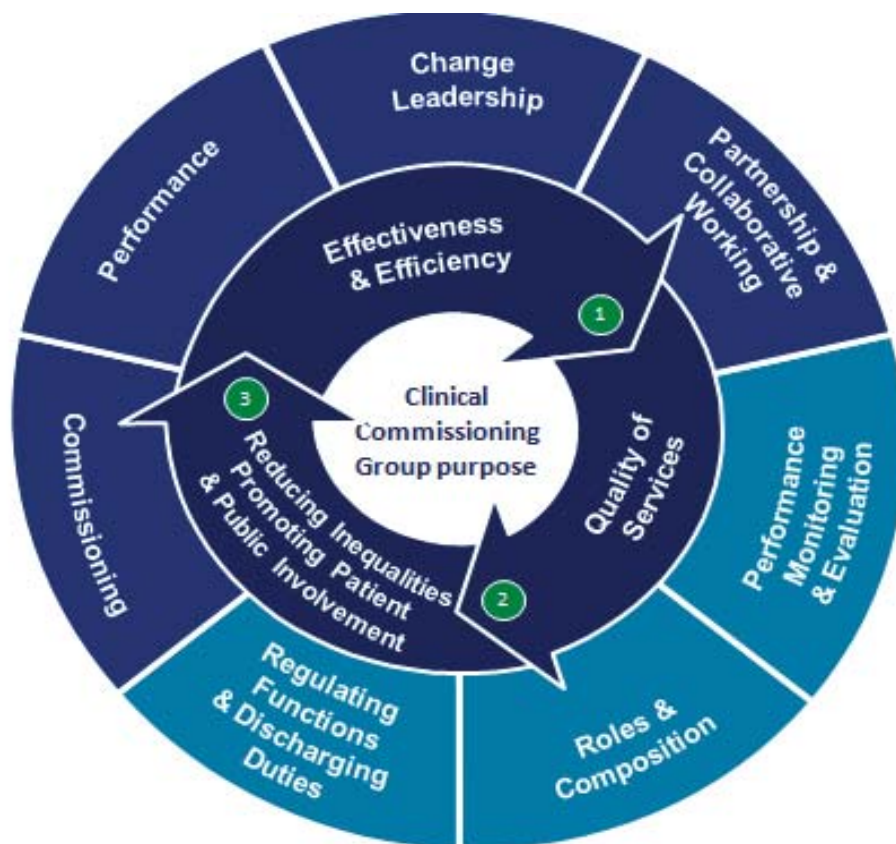 Change
Leadership
Partnership &
Collaborative
Working
Performance
Monitoring
& Evaluation
Roles &
Composition
Regulating
Functions
& Discharging
Duties
Commissioning
Performance
Effectiveness
& Efficiency
1
Quality of
Services
2
Reducing Inequalities
Promoting Patient
& Public Involvement
3
Clinical
Commissioning
Group purpose